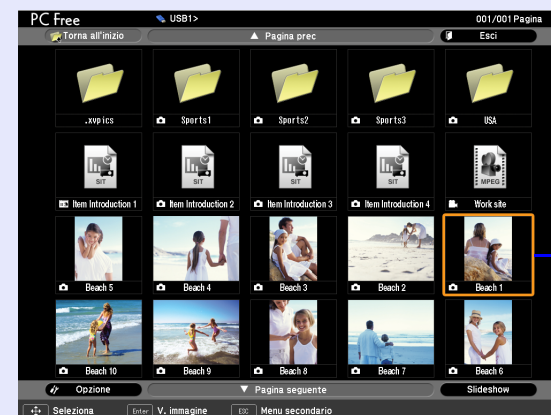 PC Free USB1> 001/001 Pagina
Torna all'inizio ▲ Pagina prec Esci
.xvpics Sports1 Sports2 Sports3 USA
SIT SIT SIT SIT MPEG
Item Introduction 1 Item Introduction 2 Item Introduction 3 Item Introduction 4 Work site
Beach 5 Beach 4 Beach 3 Beach 2 Beach 1
Beach 10 Beach 9 Beach 8 Beach 7 Beach 6
Opzione ▼ Pagina seguente Slideshow
Seleziona Enter V. immagine ESC Menu secondario